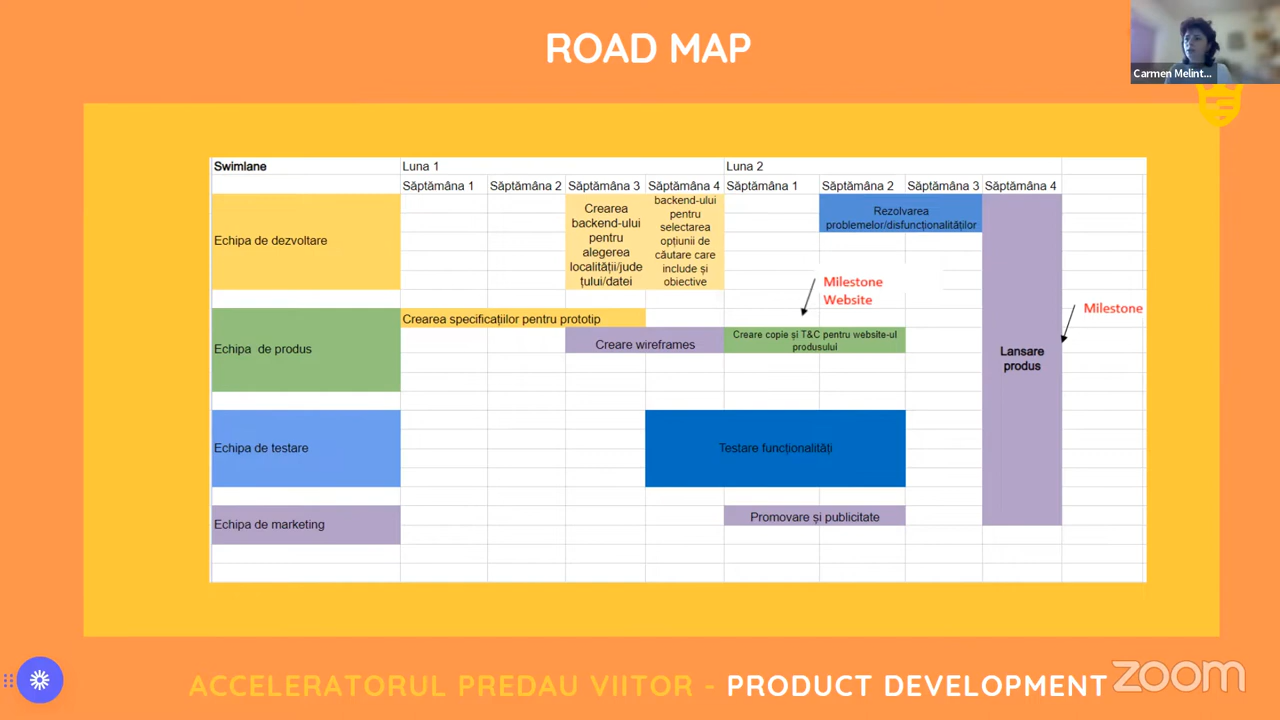 ROAD MAP
Carmen Melint...
Swimlane
Luna 1
Luna 2
Săptămâna 1
Săptămâna 2
Săptămâna 3
Săptămâna 4
Săptămâna 1
Săptămâna 2
Săptămâna 3
Săptămâna 4
Echipa de dezvoltare
Crearea
backend-ului
pentru
alegerea
localității/jude
țului/datei
backend-ului
pentru
selectarea
opțiunii de
căutare care
include și
obiective
Rezolvarea
problemelor/disfuncționalităților
Milestone
Website
Milestone
Echipa de produs
Crearea specificațiilor pentru prototip
Creare wireframes
Creare copie și T&C pentru website-ul
produsului
Lansare
produs
Echipa de testare
Testare funcționalități
Echipa de marketing
Promovare și publicitate
ACCELERATORUL PREDAU VIITOR - PRODUCT DEVELOPMENT
zoom